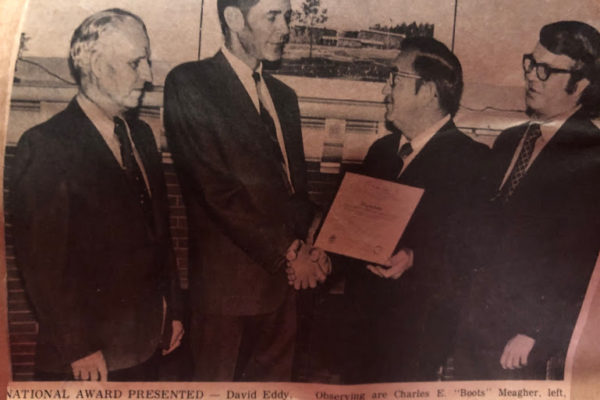 NATIONAL AWARD PRESENTED — David Eddy. Observing are Charles E. "Boots" Meagher, left,